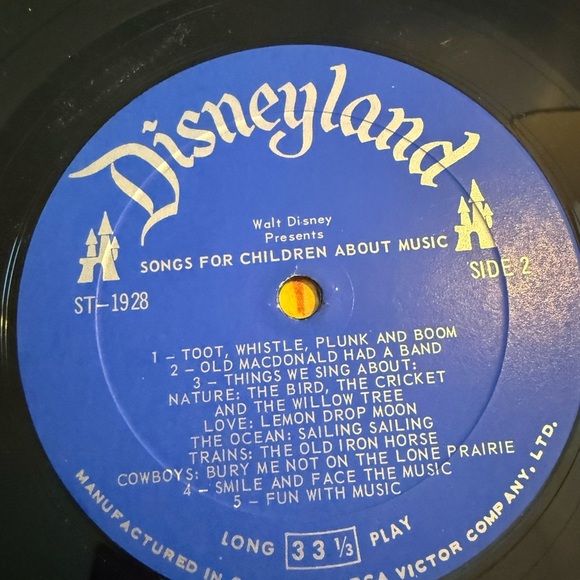 Disneyland
Walt Disney
Presents
SONGS FOR CHILDREN ABOUT MUSIC
ST-1928
SIDE 2
1 - TOOT, WHISTLE, PLUNK AND BOOM
2 - OLD MACDONALD HAD A BAND
3 - THINGS WE SING ABOUT:
NATURE: THE BIRD, THE CRICKET
AND THE WILLOW TREE
LOVE: LEMON DROP MOON
THE OCEAN: SAILING SAILING
TRAINS: THE OLD IRON HORSE
COWBOYS: BURY ME NOT ON THE LONE PRAIRIE
4 - SMILE AND FACE THE MUSIC
5 - FUN WITH MUSIC
LONG 33 1/3 PLAY
MANUFACTURED IN VICTOR COMPANY, LTD.